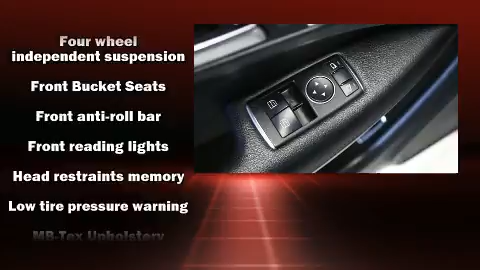 Four wheel
independent suspension
Front Bucket Seats
Front anti-roll bar
Front reading lights
Head restraints memory
Low tire pressure warning
MB-Tex Upholstery